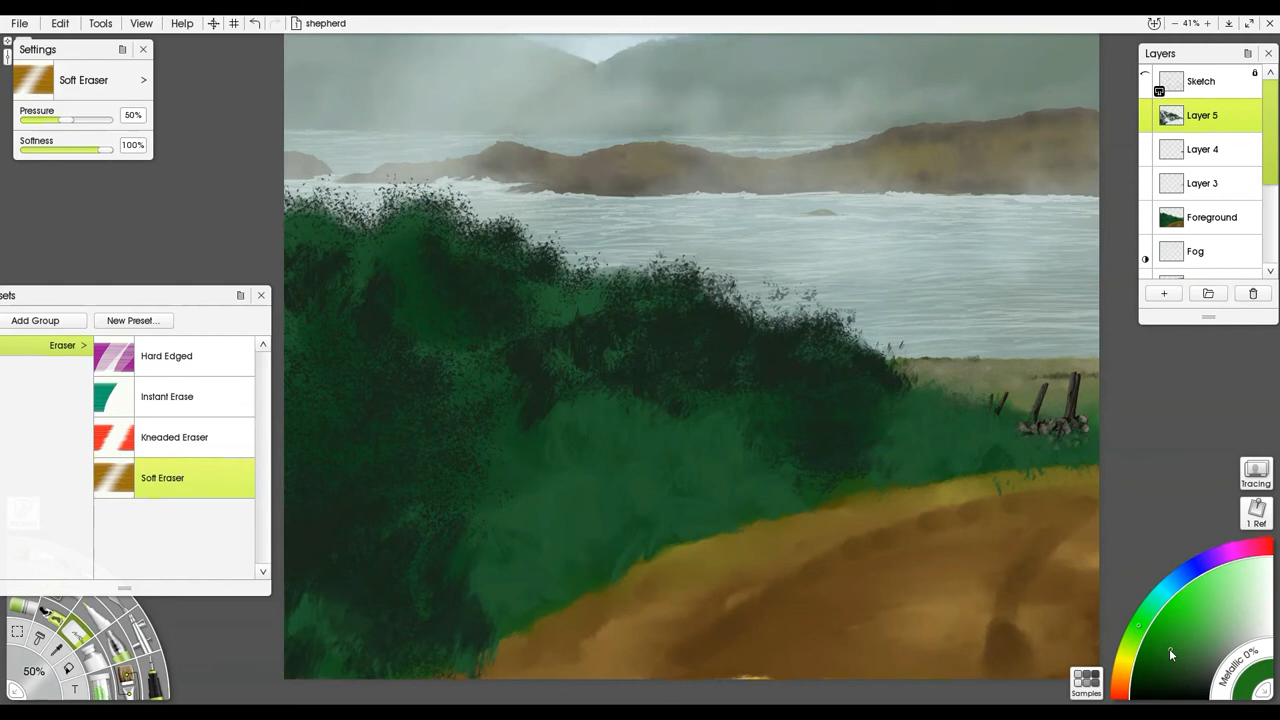 File Edit Tools View Help shepherd 41%
Settings
Soft Eraser >
Pressure 50%
Softness 100%
sets
Add Group New Preset...
Eraser >
Hard Edged
Instant Erase
Kneaded Eraser
Soft Eraser
50%
T
Layers
Sketch
Layer 5
Layer 4
Layer 3
Foreground
Fog
Tracing
1 Ref
Metallic 0%
Samples